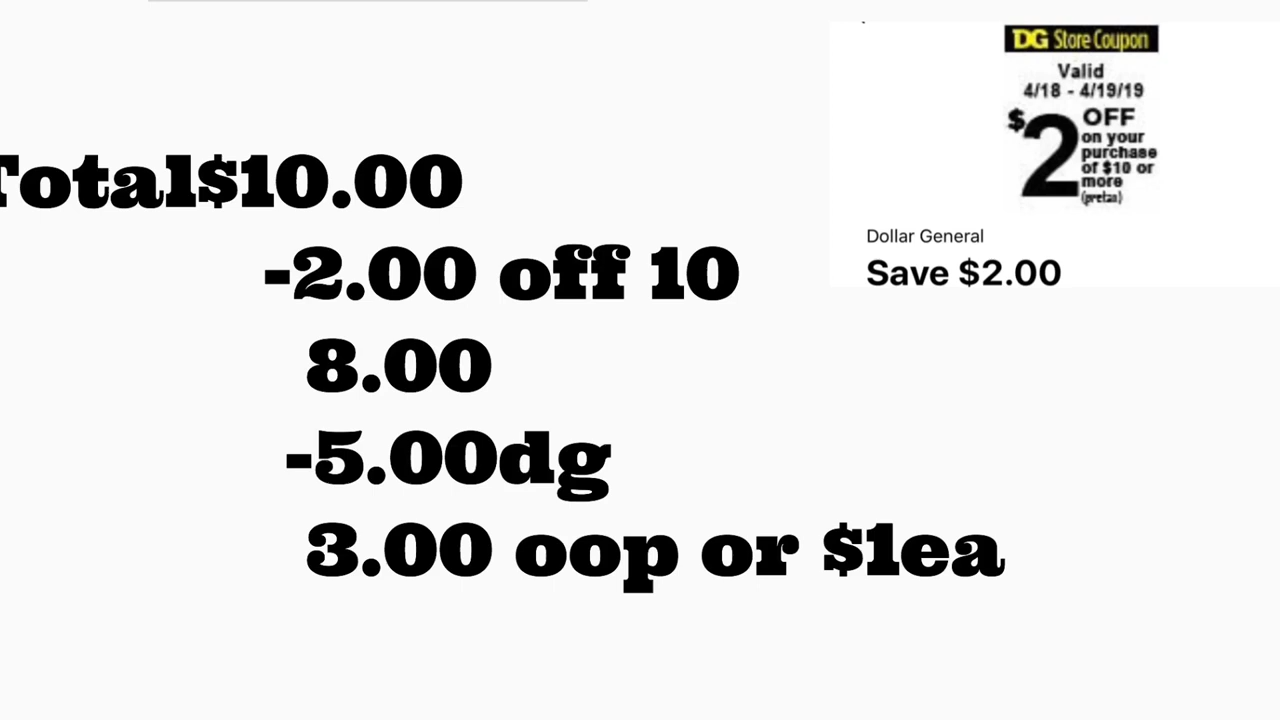 Total$10.00
-2.00 off 10
8.00
-5.00dg
3.00 oop or $1ea
DG Store Coupon
Valid
4/18 - 4/19/19
$2 OFF
on your
purchase
of $10 or
more
(pretax)
Dollar General
Save $2.00